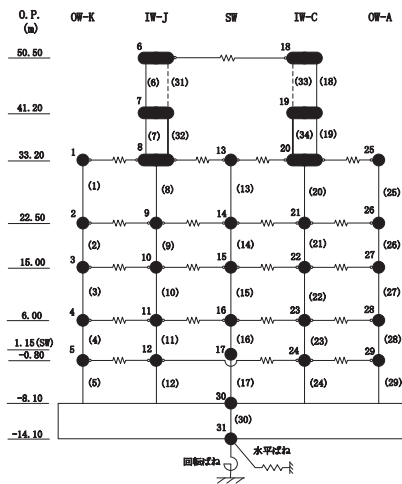 O.P.
(m)
OW-K IW-J SW IW-C OW-A
50.50 6 18
(6) (31) (33) (18)
41.20 7 19
(7) (32) (34) (19)
33.20 1 8 13 20 25
(1) (8) (13) (20) (25)
22.50 2 9 14 21 26
(2) (9) (14) (21) (26)
15.00 3 10 15 22 27
(3) (10) (15) (22) (27)
6.00 4 11 16 23 28
(4) (11) (16) (23) (28)
1.15(SW) 17
-0.80 5 12 24 29
(5) (12) (17) (24) (29)
-8.10 30
(30)
-14.10 31
水平ばね
回転ばね